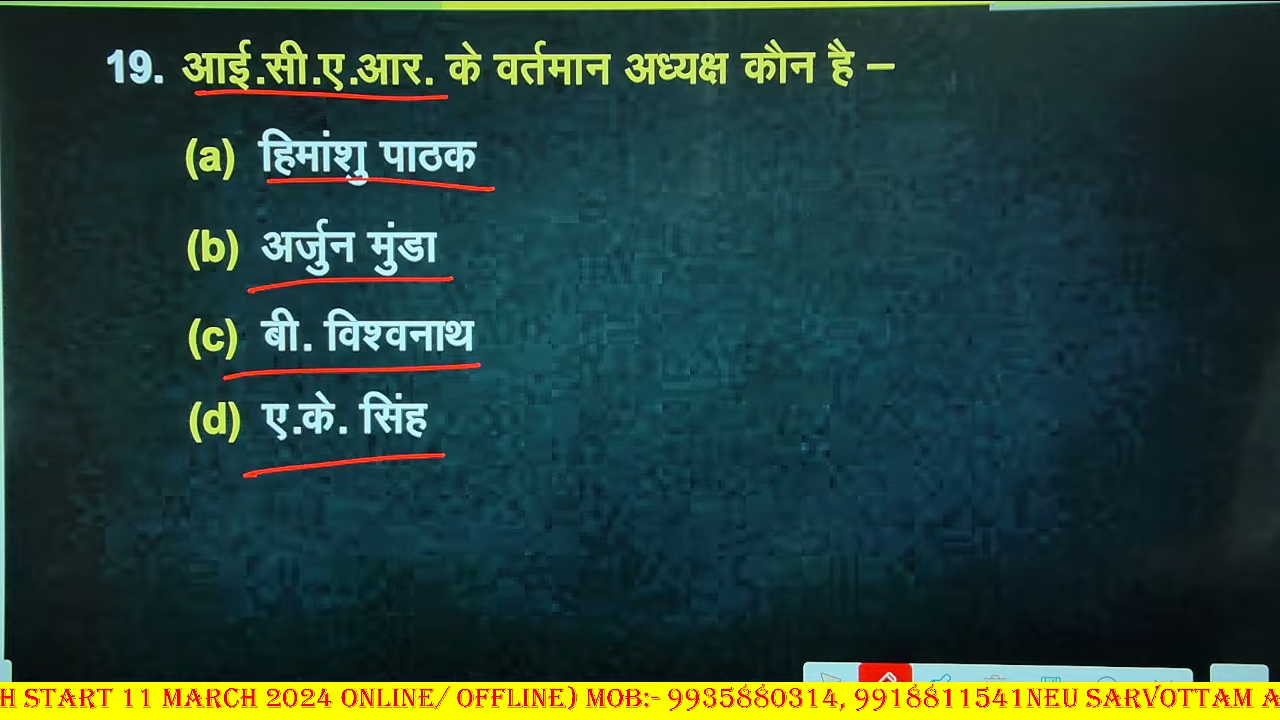 19. आई.सी.ए.आर. के वर्तमान अध्यक्ष कौन है –
(a) हिमांशु पाठक
(b) अर्जुन मुंडा
(c) बी. विश्वनाथ
(d) ए.के. सिंह
H START 11 MARCH 2024 ONLINE/ OFFLINE) MOB:- 9935880314, 9918811541NEU SARVOTTAM A